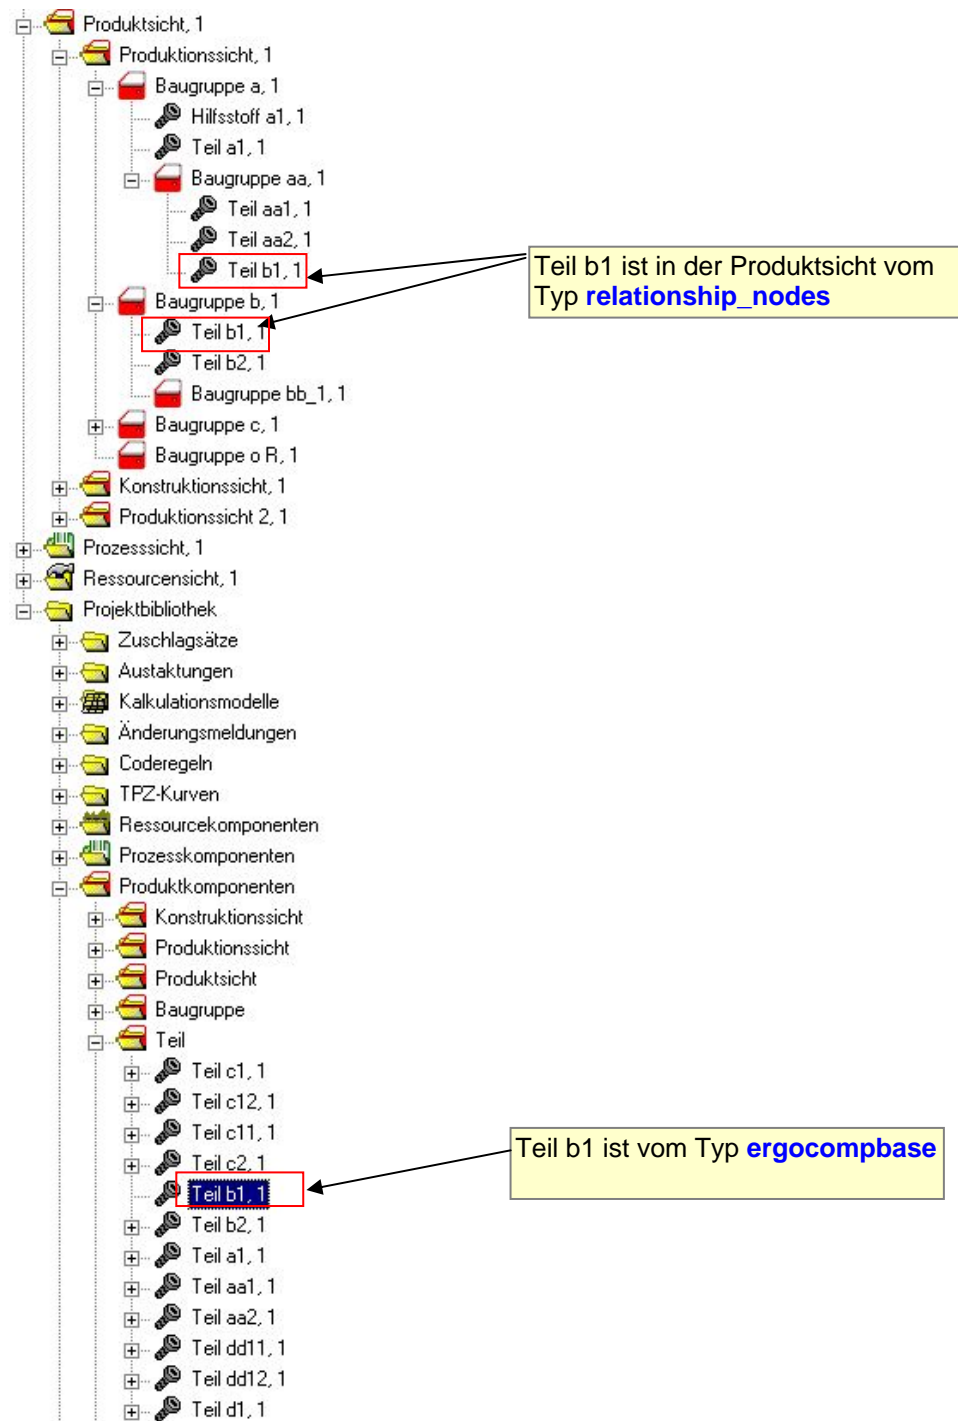 Produktsicht, 1
Produktionssicht, 1
Baugruppe a, 1
Hilfsstoff a1, 1
Teil a1, 1
Baugruppe aa, 1
Teil aa1, 1
Teil aa2, 1
Teil b1, 1
Teil b1 ist in der Produktsicht vom
Typ relationship_nodes
Baugruppe b, 1
Teil b1, 1
Teil b2, 1
Baugruppe bb_1, 1
Baugruppe c, 1
Baugruppe o R, 1
Konstruktionssicht, 1
Produktionssicht 2, 1
Prozesssicht, 1
Ressourcensicht, 1
Projektbibliothek
Zuschlagsätze
Austaktungen
Kalkulationsmodelle
Änderungsmeldungen
Coderegeln
TPZ-Kurven
Ressourcekomponenten
Prozesskomponenten
Produktkomponenten
Konstruktionssicht
Produktionssicht
Produktsicht
Baugruppe
Teil
Teil c1, 1
Teil c12, 1
Teil c11, 1
Teil b1 ist vom Typ ergocompbase
Teil c2, 1
Teil b1, 1
Teil b2, 1
Teil a1, 1
Teil aa1, 1
Teil aa2, 1
Teil dd11, 1
Teil dd12, 1
Teil d1, 1